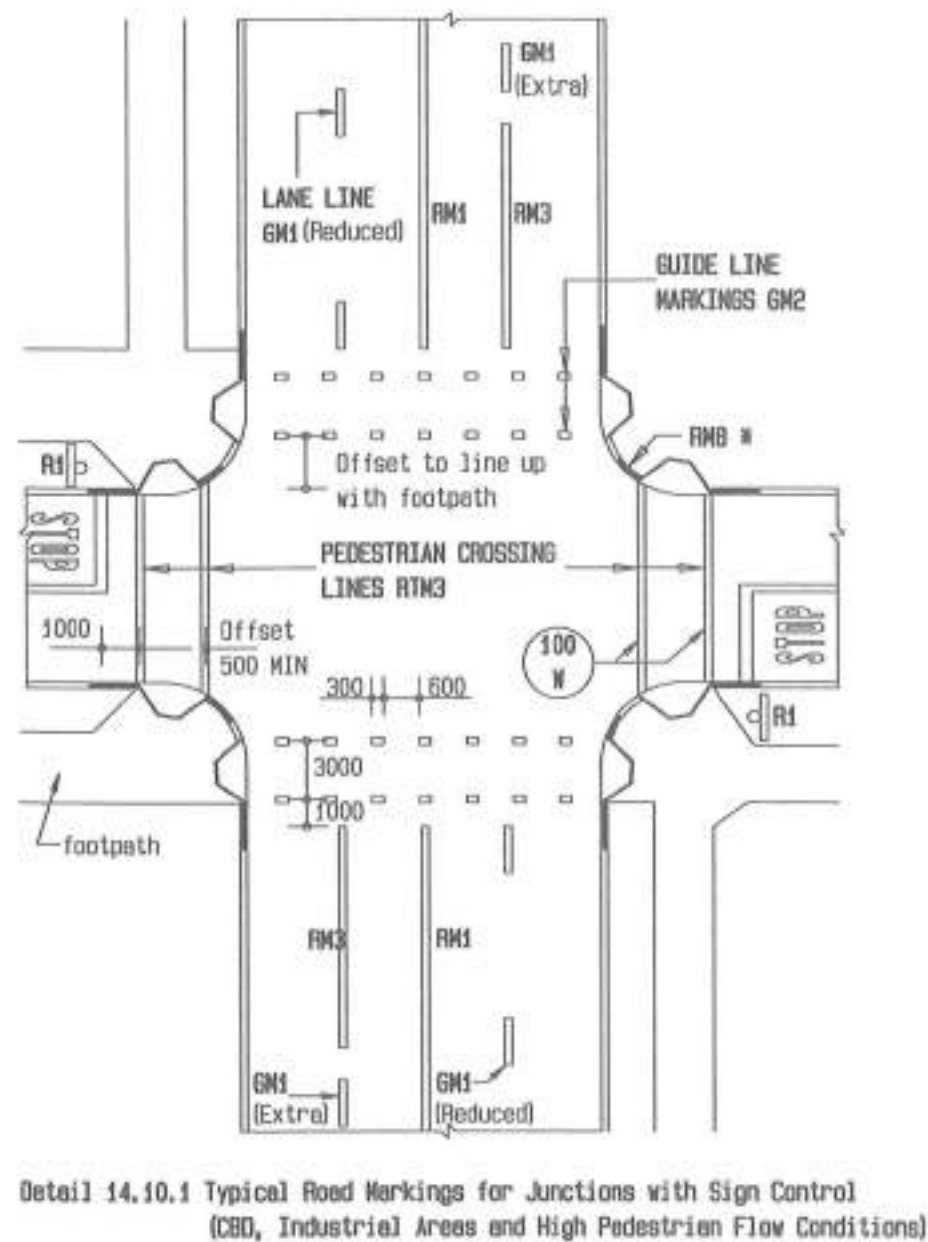 GM1
(Extra)
LANE LINE
GM1 (Reduced)
RM1
RM3
GUIDE LINE
MARKINGS GM2
R1
RM8 *
Offset to line up
with footpath
PEDESTRIAN CROSSING
LINES RTM3
STOP
1000
Offset
500 MIN
100
W
STOP
300
600
R1
3000
1000
footpath
RM3
RM1
GM1
(Extra)
GM1
(Reduced)
Detail 14.10.1 Typical Road Markings for Junctions with Sign Control
(CBD, Industrial Areas and High Pedestrian Flow Conditions)